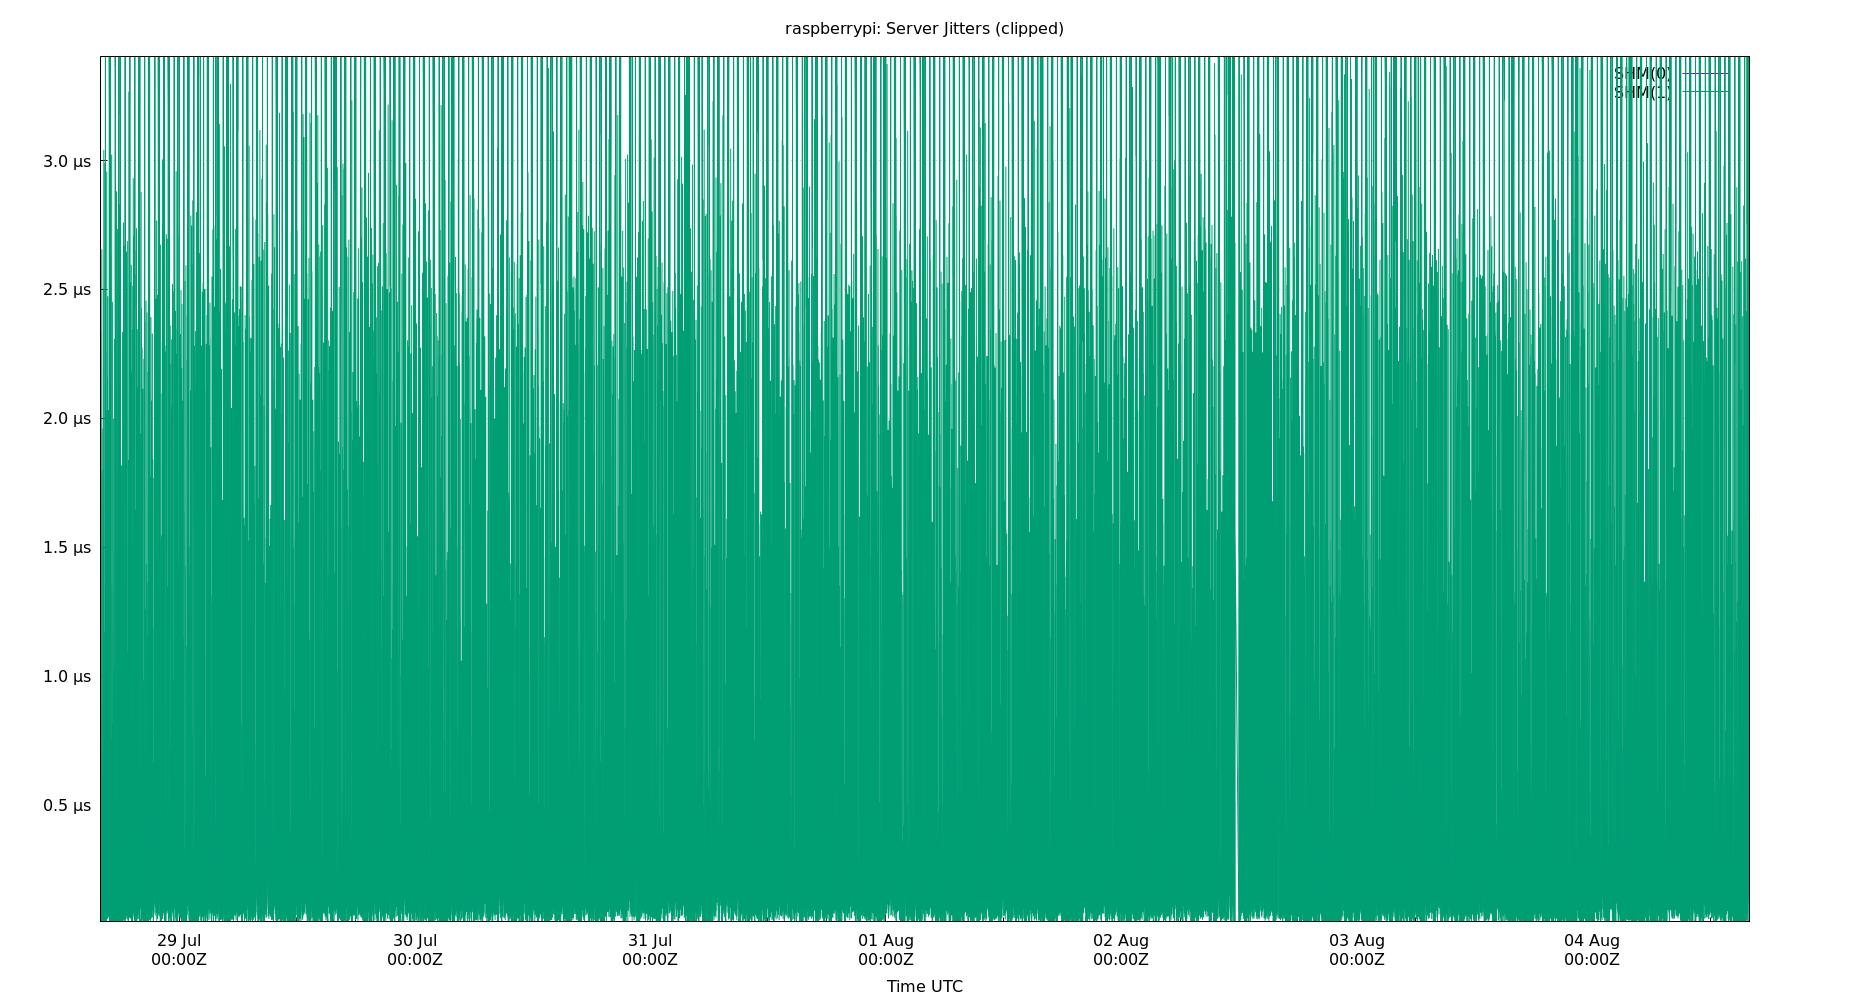 raspberrypi: Server Jitters (clipped)
SHM(0)
SHM(1)
3.0 µs
2.5 µs
2.0 µs
1.5 µs
1.0 µs
0.5 µs
29 Jul 30 Jul 31 Jul 01 Aug 02 Aug 03 Aug 04 Aug
00:00Z 00:00Z 00:00Z 00:00Z 00:00Z 00:00Z 00:00Z
Time UTC